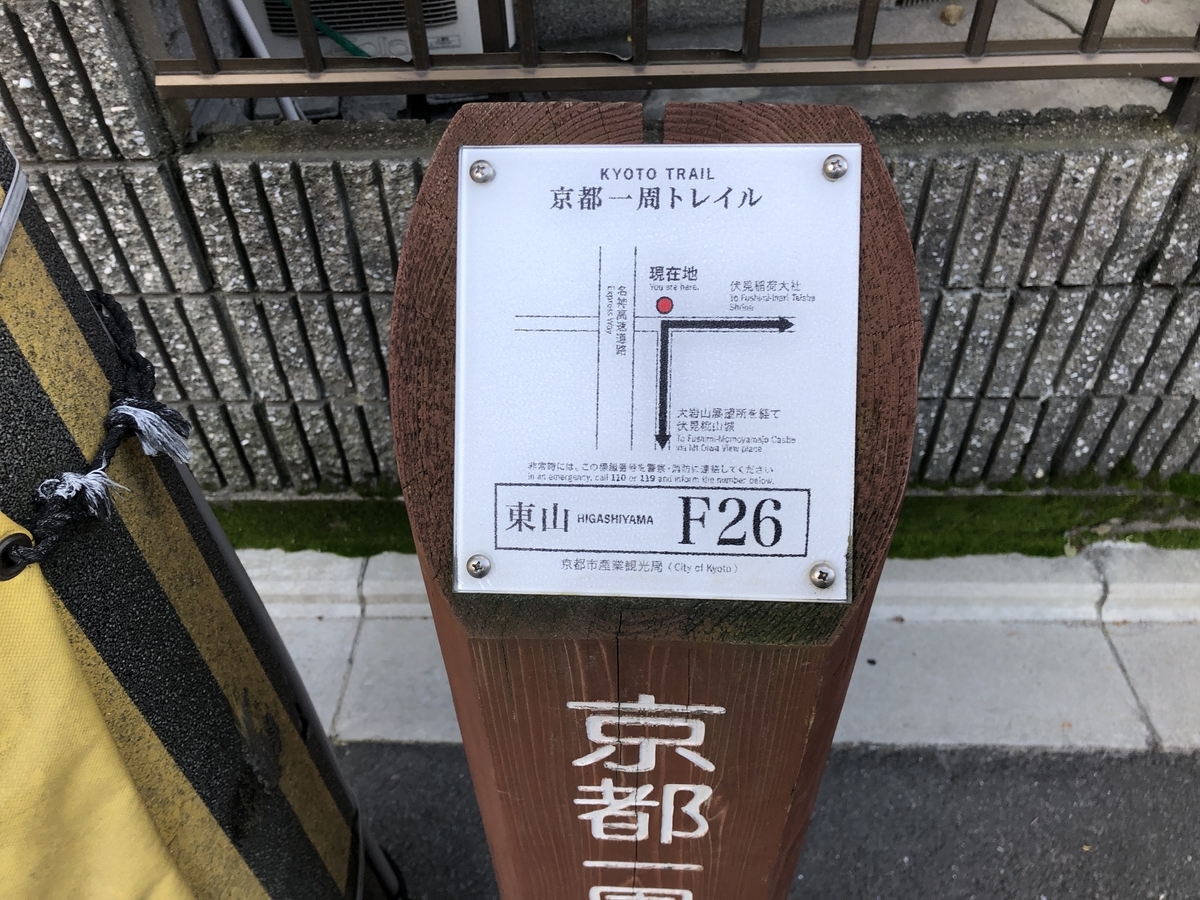 KYOTO TRAIL
京都一周トレイル
現在地
You are here.
伏見稲荷大社
To Fushimi-Inari Taisha
Shrine
名神高速道路
Express Way
大岩山展望所を経て
伏見桃山城
To Fushimi-Momoyamajo Castle
via Mt.Oiwa View place
非常時には、この標識番号を警察・消防に連絡してください
in an emergency, call 110 or 119 and inform the number below.
東山 HIGASHIYAMA F26
京都市産業観光局(City of Kyoto)
京都一周